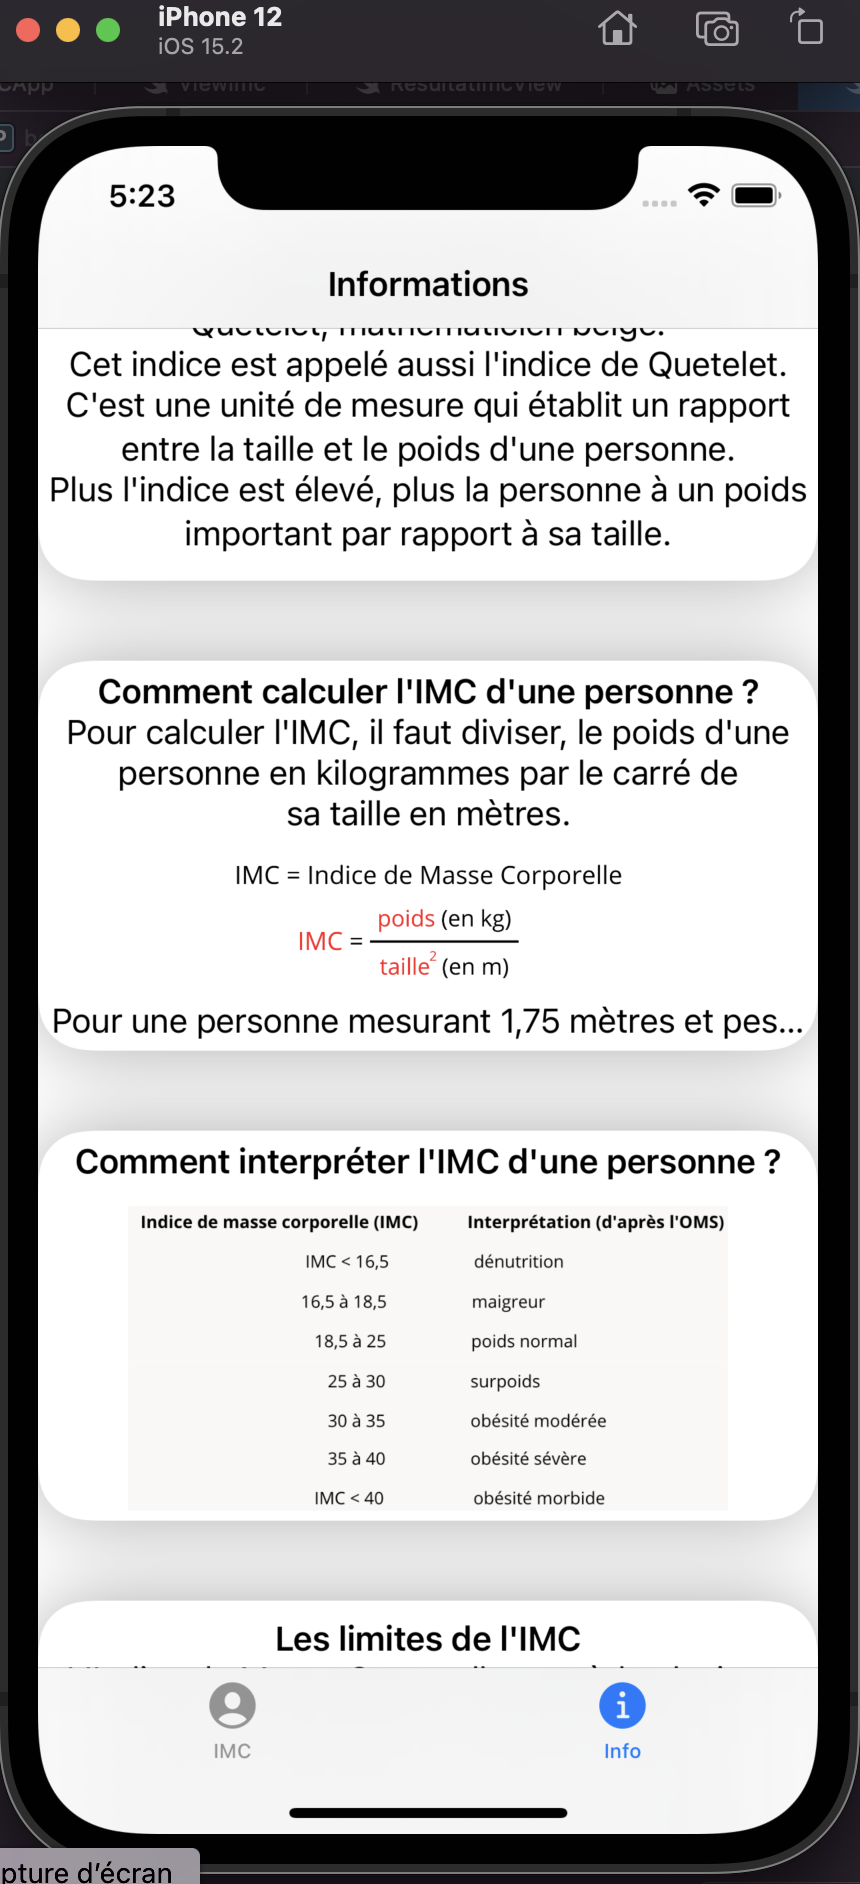 iPhone 12
iOS 15.2
5:23
Informations
Cet indice est appelé aussi l'indice de Quetelet.
C'est une unité de mesure qui établit un rapport
entre la taille et le poids d'une personne.
Plus l'indice est élevé, plus la personne à un poids
important par rapport à sa taille.
Comment calculer l'IMC d'une personne ?
Pour calculer l'IMC, il faut diviser, le poids d'une
personne en kilogrammes par le carré de
sa taille en mètres.
IMC = Indice de Masse Corporelle
poids (en kg)
IMC =
taille² (en m)
Pour une personne mesurant 1,75 mètres et pes...
Comment interpréter l'IMC d'une personne ?
Indice de masse corporelle (IMC) Interprétation (d'après l'OMS)
IMC < 16,5 dénutrition
16,5 à 18,5 maigreur
18,5 à 25 poids normal
25 à 30 surpoids
30 à 35 obésité modérée
35 à 40 obésité sévère
IMC < 40 obésité morbide
Les limites de l'IMC
IMC Info
pture d'écran